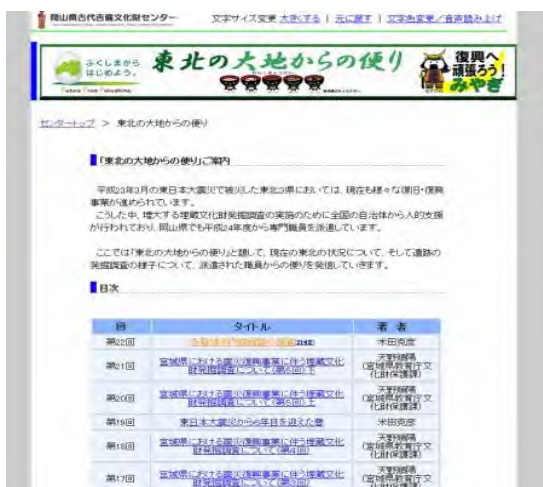 岡山県古代吉備文化財センター 文字サイズ変更 大きくする | 元に戻す | 文字色変更/音声読み上げ
ふくしまから
はじめよう。
Future From Fukushima.
東北の大地からの便り
復興へ
頑張ろう!
みやぎ
センタートップ > 東北の大地からの便り
「東北の大地からの便り」ご案内
平成23年3月の東日本大震災で被災した東北3県においては、現在も様々な復旧・復興
事業が進められています。
こうした中、増大する埋蔵文化財発掘調査の実施のために全国の自治体から人的支援
が行われており、岡山県でも平成24年度から専門職員を派遣しています。
ここでは「東北の大地からの便り」と題して、現在の東北の状況について、そして遺跡の
発掘調査の様子について、派遣された職員からの便りを発信していきます。
目次
回 タイトル 著者
第22回 米田克彦
第21回 宮城県における震災復興事業に伴う埋蔵文化
財発掘調査について(第6回)下
(宮城県教育庁文
化財保護課)
第20回 宮城県における震災復興事業に伴う埋蔵文化
財発掘調査について(第5回)上
(宮城県教育庁文
化財保護課)
第19回 東日本大震災から6年目を迎えた春 米田克彦
第18回 宮城県における震災復興事業に伴う埋蔵文化
財発掘調査について(第4回)
(宮城県教育庁文
化財保護課)
第17回 宮城県における震災復興事業に伴う埋蔵文化
財発掘調査について(第3回)
(宮城県教育庁文